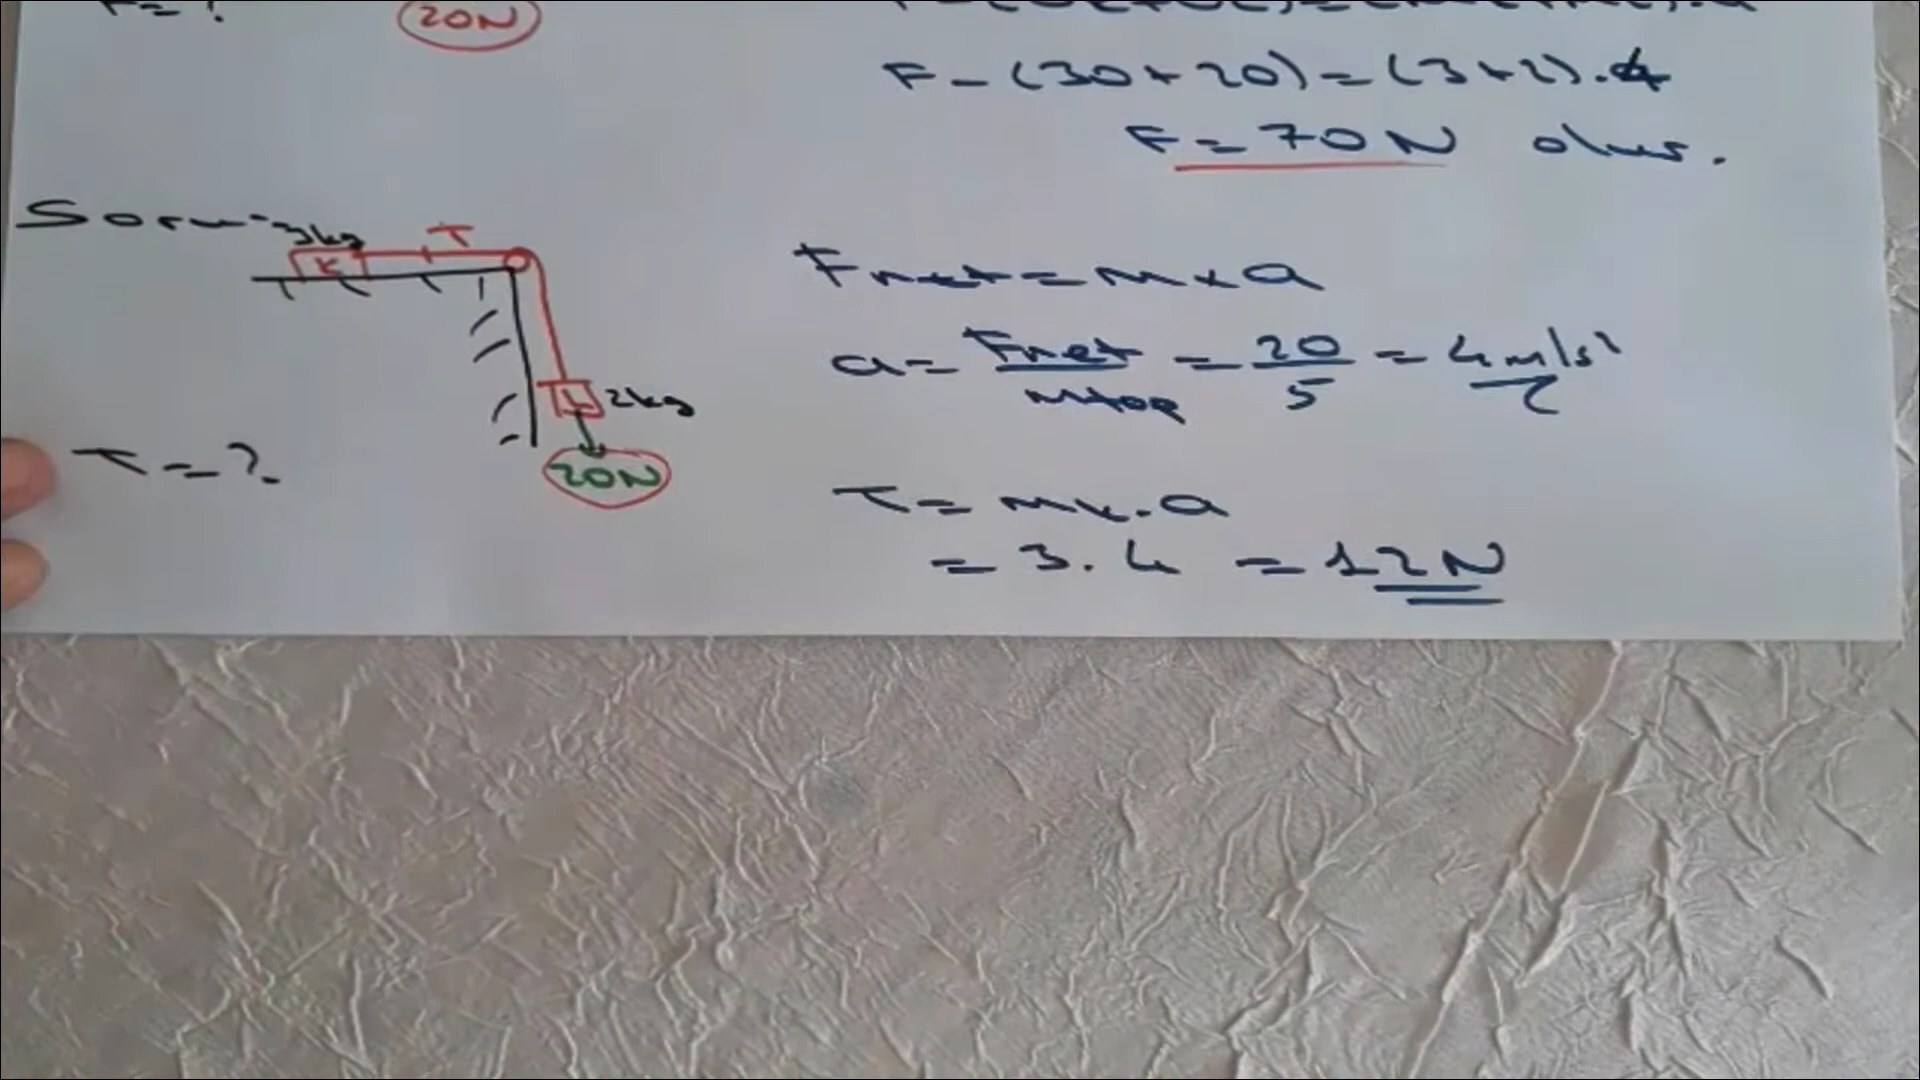 F=?
20N
F-(30+20)=(3+2).4
F=70N olur.
Soru-
3kg
T
K
Fnet=m×a
a=Fnet/mtop=20/5=4m/s²
L
2kg
T=?
20N
T=mk.a
=3.4=12N